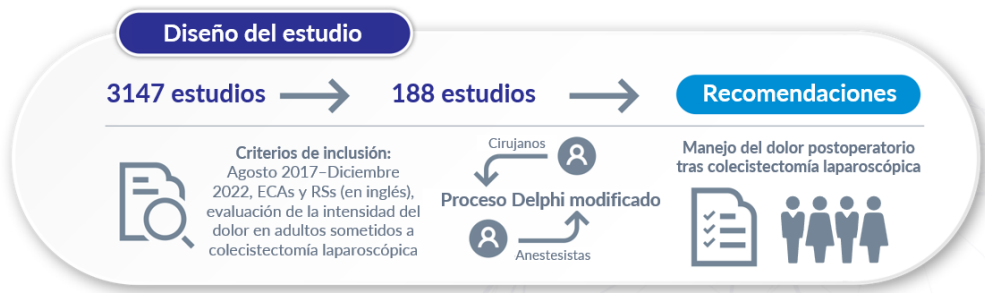 Diseño del estudio
3147 estudios
188 estudios
Recomendaciones
Criterios de inclusión:
Agosto 2017–Diciembre
2022, ECAs y RSs (en inglés),
evaluación de la intensidad del
dolor en adultos sometidos a
colecistectomía laparoscópica
Cirujanos
Proceso Delphi modificado
Anestesistas
Manejo del dolor postoperatorio
tras colecistectomía laparoscópica